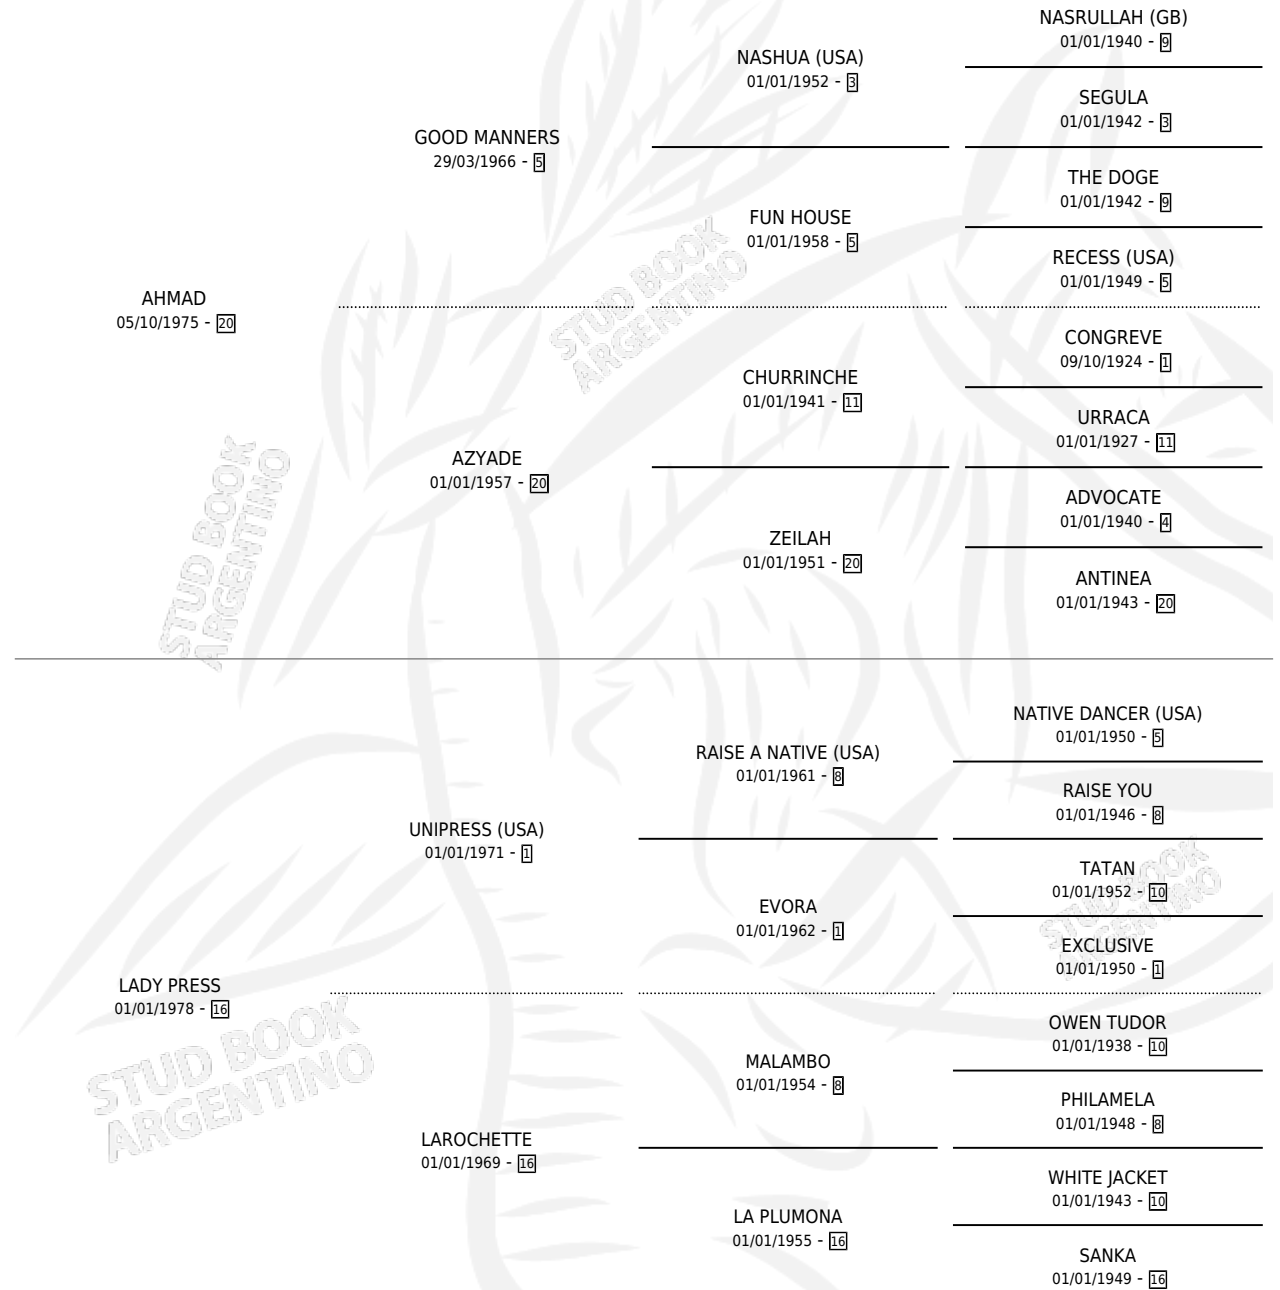 NASRULLAH (GB)
01/01/1940 - 9
NASHUA (USA)
01/01/1952 - 3
SEGULA
01/01/1942 - 3
GOOD MANNERS
29/03/1966 - 5
THE DOGE
01/01/1942 - 9
FUN HOUSE
01/01/1958 - 5
RECESS (USA)
01/01/1949 - 5
AHMAD
05/10/1975 - 20
CONGREVE
09/10/1924 - 1
CHURRINCHE
01/01/1941 - 11
URRACA
01/01/1927 - 11
AZYADE
01/01/1957 - 20
ADVOCATE
01/01/1940 - 4
ZEILAH
01/01/1951 - 20
ANTINEA
01/01/1943 - 20
STUD BOOK
ARGENTINO
STUD BOOK
ARGENTINO
NATIVE DANCER (USA)
01/01/1950 - 5
RAISE A NATIVE (USA)
01/01/1961 - 8
RAISE YOU
01/01/1946 - 8
UNIPRESS (USA)
01/01/1971 - 1
TATAN
01/01/1952 - 10
EVORA
01/01/1962 - 1
EXCLUSIVE
01/01/1950 - 1
STUD BOOK
ARGENTINO
LADY PRESS
01/01/1978 - 16
OWEN TUDOR
01/01/1938 - 10
MALAMBO
01/01/1954 - 8
PHILAMELA
01/01/1948 - 8
LAROCHETTE
01/01/1969 - 16
WHITE JACKET
01/01/1943 - 10
LA PLUMONA
01/01/1955 - 16
SANKA
01/01/1949 - 16
STUD BOOK
ARGENTINO